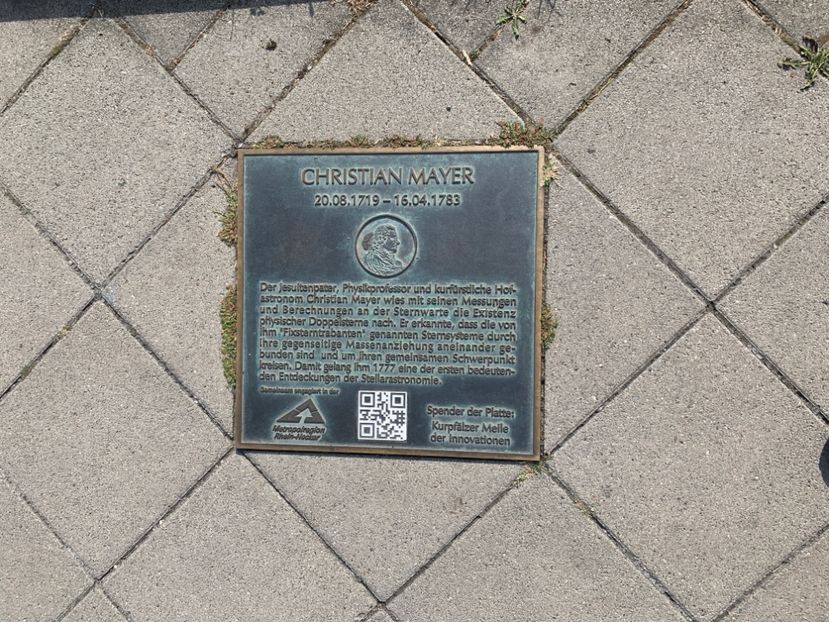 CHRISTIAN MAYER
20.08.1719 – 16.04.1783
Der Jesuitenpater, Physikprofessor und kurfürstliche Hof-
astronom Christian Mayer wies mit seinen Messungen
und Berechnungen an der Sternwarte die Existenz
physischer Doppelsterne nach. Er erkannte, dass die von
ihm "Fixsterntrabanten" genannten Sternsysteme durch
ihre gegenseitige Massenanziehung aneinander ge-
bunden sind und um ihren gemeinsamen Schwerpunkt
kreisen. Damit gelang ihm 1777 eine der ersten bedeuten-
den Entdeckungen der Stellarastronomie.
Gemeinsam engagiert in der
Metropolregion
Rhein-Neckar
Spender der Platte:
Kurpfälzer Meile
der Innovationen